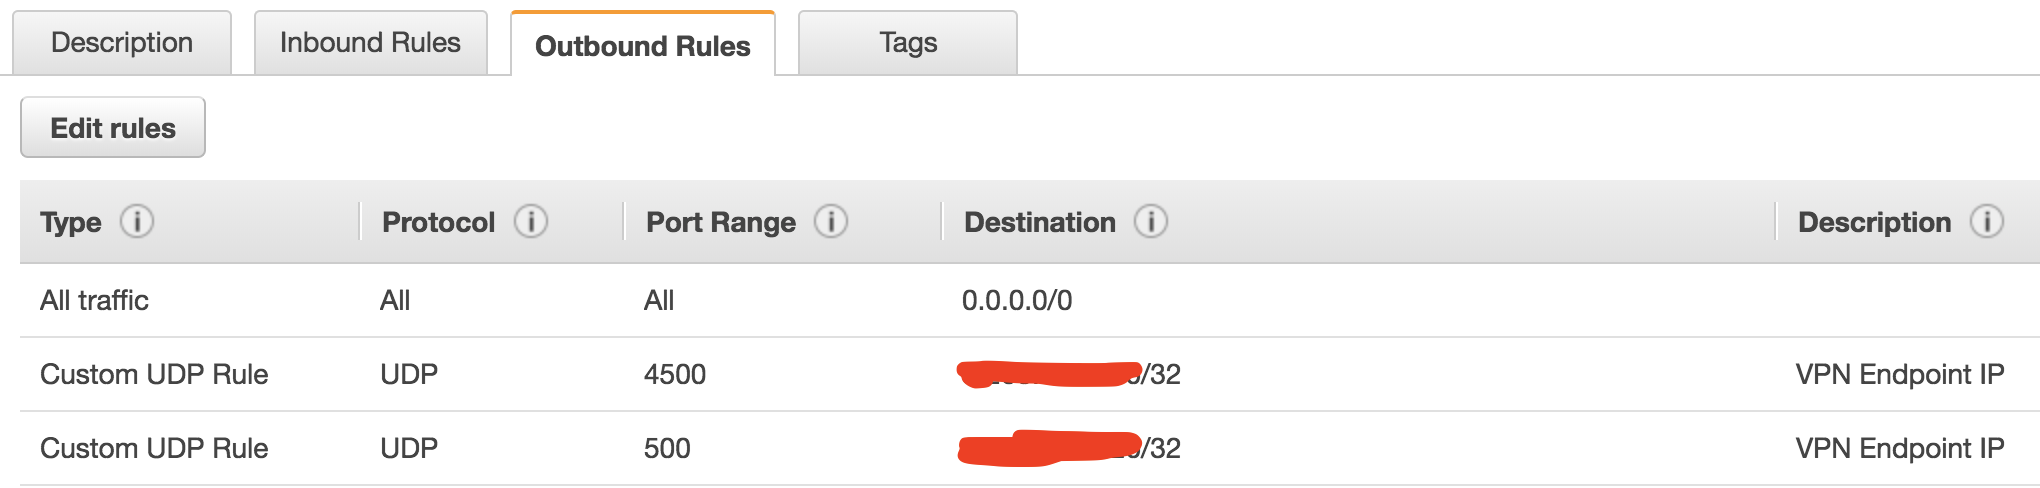 Description Inbound Rules Outbound Rules Tags
Edit rules
Type Protocol Port Range Destination Description
All traffic All All 0.0.0.0/0
Custom UDP Rule UDP 4500 /32 VPN Endpoint IP
Custom UDP Rule UDP 500 /32 VPN Endpoint IP